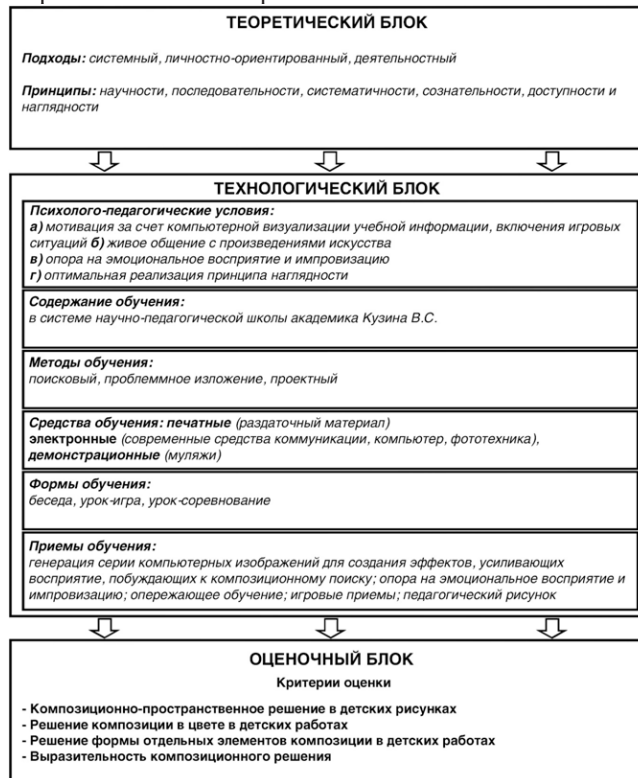 ТЕОРЕТИЧЕСКИЙ БЛОК
Подходы: системный, личностно-ориентированный, деятельностный
Принципы: научности, последовательности, систематичности, сознательности, доступности и
наглядности
ТЕХНОЛОГИЧЕСКИЙ БЛОК
Психолого-педагогические условия:
а) мотивация за счет компьютерной визуализации учебной информации, включения игровых
ситуаций б) живое общение с произведениями искусства
в) опора на эмоциональное восприятие и импровизацию
г) оптимальная реализация принципа наглядности
Содержание обучения:
в системе научно-педагогической школы академика Кузина В.С.
Методы обучения:
поисковый, проблеммное изложение, проектный
Средства обучения: печатные (раздаточный материал)
электронные (современные средства коммуникации, компьютер, фототехника),
демонстрационные (муляжи)
Формы обучения:
беседа, урок-игра, урок-соревнование
Приемы обучения:
генерация серии компьютерных изображений для создания эффектов, усиливающих
восприятие, побуждающих к композиционному поиску; опора на эмоциональное восприятие и
импровизацию; опережающее обучение; игровые приемы; педагогический рисунок
ОЦЕНОЧНЫЙ БЛОК
Критерии оценки
- Композиционно-пространственное решение в детских рисунках
- Решение композиции в цвете в детских работах
- Решение формы отдельных элементов композиции в детских работах
- Выразительность композиционного решения